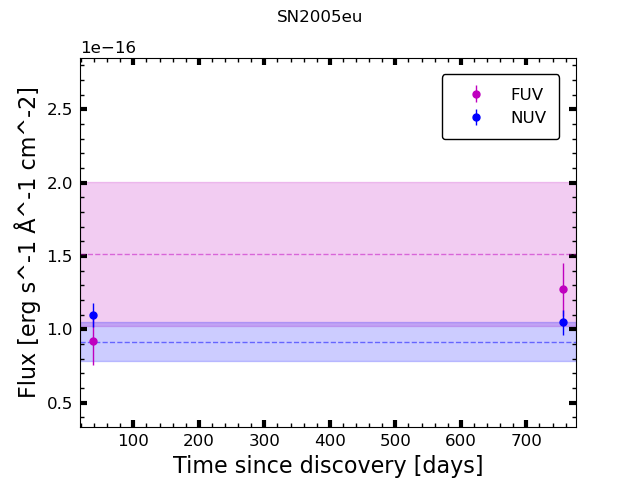 SN2005eu
1e−16
FUV
NUV
2.5
2.0
1.5
1.0
0.5
Flux [erg s^-1 Å^-1 cm^-2]
100 200 300 400 500 600 700
Time since discovery [days]